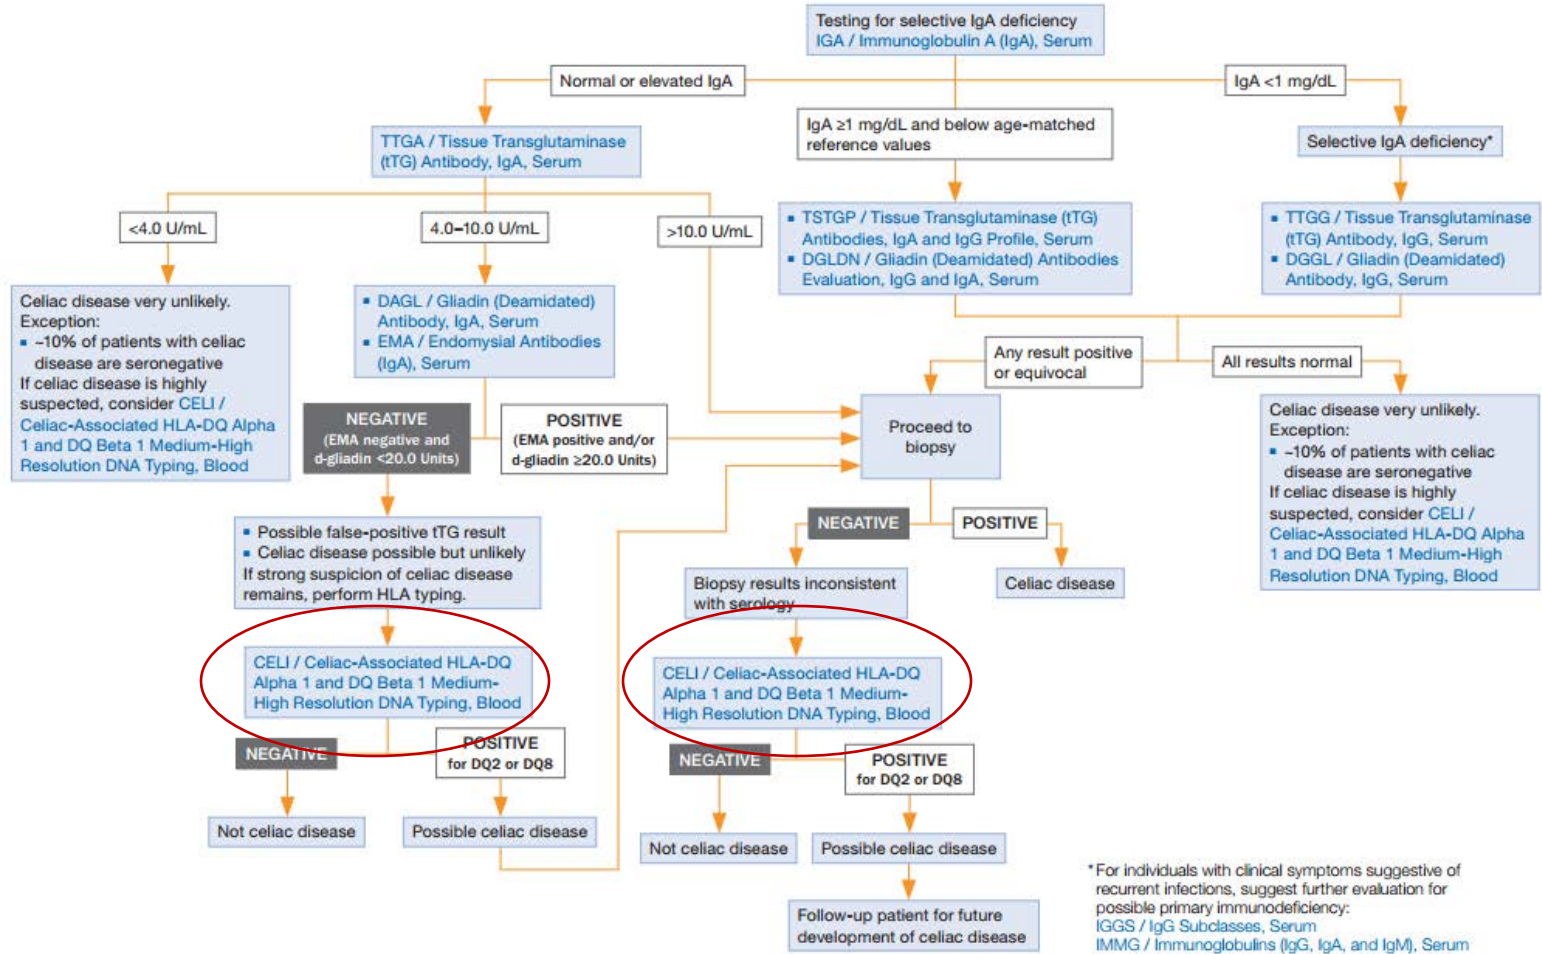 Testing for selective IgA deficiency
IGA / Immunoglobulin A (IgA), Serum
Normal or elevated IgA
IgA <1 mg/dL
IgA ≥1 mg/dL and below age-matched
reference values
TTGA / Tissue Transglutaminase
(tTG) Antibody, IgA, Serum
Selective IgA deficiency*
<4.0 U/mL
4.0–10.0 U/mL
>10.0 U/mL
▪ TSTGP / Tissue Transglutaminase (tTG)
Antibodies, IgA and IgG Profile, Serum
▪ DGLDN / Gliadin (Deamidated) Antibodies
Evaluation, IgG and IgA, Serum
▪ TTGG / Tissue Transglutaminase
(tTG) Antibody, IgG, Serum
▪ DGGL / Gliadin (Deamidated)
Antibody, IgG, Serum
Celiac disease very unlikely.
Exception:
▪ ~10% of patients with celiac
disease are seronegative
If celiac disease is highly
suspected, consider CELI /
Celiac-Associated HLA-DQ Alpha
1 and DQ Beta 1 Medium-High
Resolution DNA Typing, Blood
▪ DAGL / Gliadin (Deamidated)
Antibody, IgA, Serum
▪ EMA / Endomysial Antibodies
(IgA), Serum
Any result positive
or equivocal
All results normal
NEGATIVE
(EMA negative and
d-gliadin <20.0 Units)
POSITIVE
(EMA positive and/or
d-gliadin ≥20.0 Units)
Proceed to
biopsy
Celiac disease very unlikely.
Exception:
▪ ~10% of patients with celiac
disease are seronegative
If celiac disease is highly
suspected, consider CELI /
Celiac-Associated HLA-DQ Alpha
1 and DQ Beta 1 Medium-High
Resolution DNA Typing, Blood
▪ Possible false-positive tTG result
▪ Celiac disease possible but unlikely
If strong suspicion of celiac disease
remains, perform HLA typing.
NEGATIVE
POSITIVE
Biopsy results inconsistent
with serology
Celiac disease
CELI / Celiac-Associated HLA-DQ
Alpha 1 and DQ Beta 1 Medium-
High Resolution DNA Typing, Blood
CELI / Celiac-Associated HLA-DQ
Alpha 1 and DQ Beta 1 Medium-
High Resolution DNA Typing, Blood
NEGATIVE
POSITIVE
for DQ2 or DQ8
NEGATIVE
POSITIVE
for DQ2 or DQ8
Not celiac disease
Possible celiac disease
Not celiac disease
Possible celiac disease
Follow-up patient for future
development of celiac disease
*For individuals with clinical symptoms suggestive of
recurrent infections, suggest further evaluation for
possible primary immunodeficiency:
IGGS / IgG Subclasses, Serum
IMMG / Immunoglobulins (IgG, IgA, and IgM), Serum